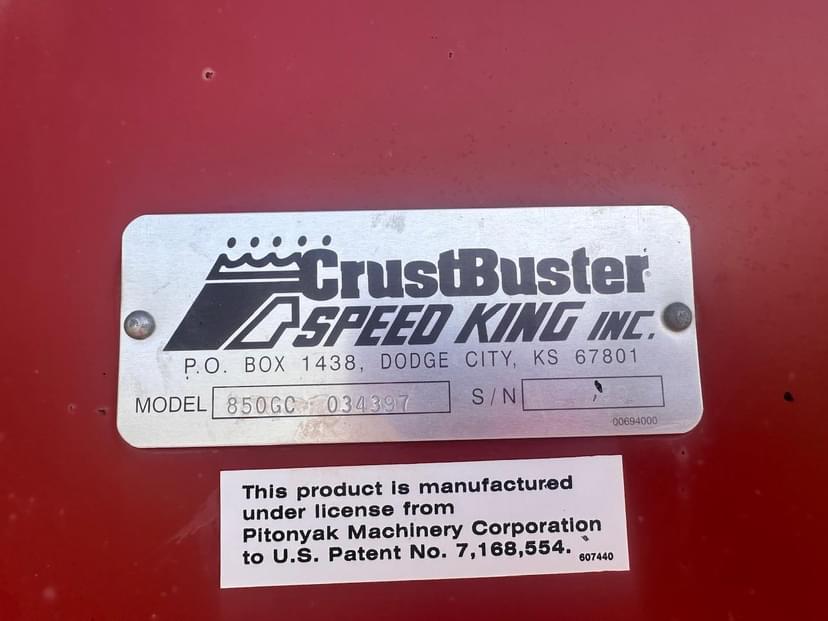 CrustBuster
SPEED KING INC.
P.O. BOX 1438, DODGE CITY, KS 67801
MODEL 850GC 034397 S/N
00694000
This product is manufactured
under license from
Pitonyak Machinery Corporation
to U.S. Patent No. 7,168,554. 607440